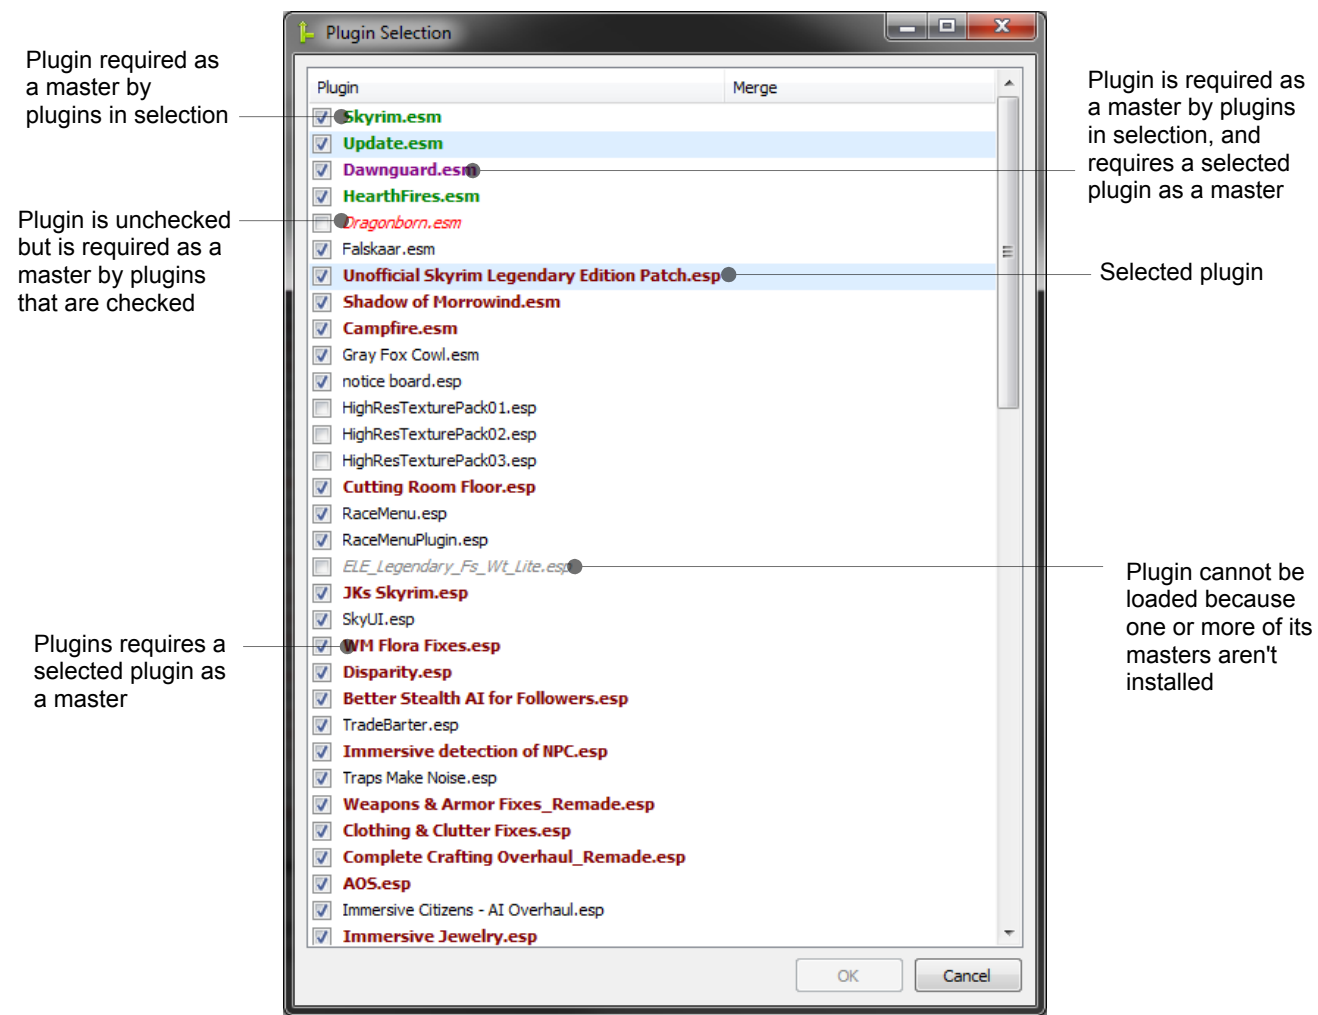 Plugin Selection
Plugin required as
a master by
plugins in selection
Plugin is unchecked
but is required as a
master by plugins
that are checked
Plugins requires a
selected plugin as
a master
Plugin
Merge
Skyrim.esm
Update.esm
Dawnguard.esm
HearthFires.esm
Dragonborn.esm
Falskaar.esm
Unofficial Skyrim Legendary Edition Patch.esp
Shadow of Morrowind.esm
Campfire.esm
Gray Fox Cowl.esm
notice board.esp
HighResTexturePack01.esp
HighResTexturePack02.esp
HighResTexturePack03.esp
Cutting Room Floor.esp
RaceMenu.esp
RaceMenuPlugin.esp
ELE_Legendary_Fs_Wt_Lite.esp
JKs Skyrim.esp
SkyUI.esp
WM Flora Fixes.esp
Disparity.esp
Better Stealth AI for Followers.esp
TradeBarter.esp
Immersive detection of NPC.esp
Traps Make Noise.esp
Weapons & Armor Fixes_Remade.esp
Clothing & Clutter Fixes.esp
Complete Crafting Overhaul_Remade.esp
AOS.esp
Immersive Citizens - AI Overhaul.esp
Immersive Jewelry.esp
OK
Cancel
Plugin is required as
a master by plugins
in selection, and
requires a selected
plugin as a master
Selected plugin
Plugin cannot be
loaded because
one or more of its
masters aren't
installed